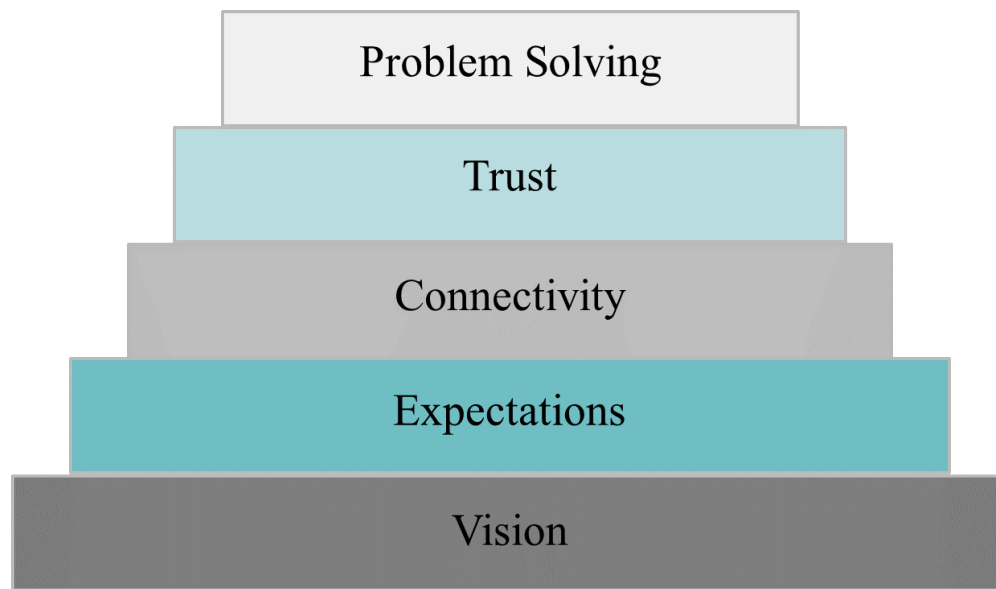 Problem Solving
Trust
Connectivity
Expectations
Vision